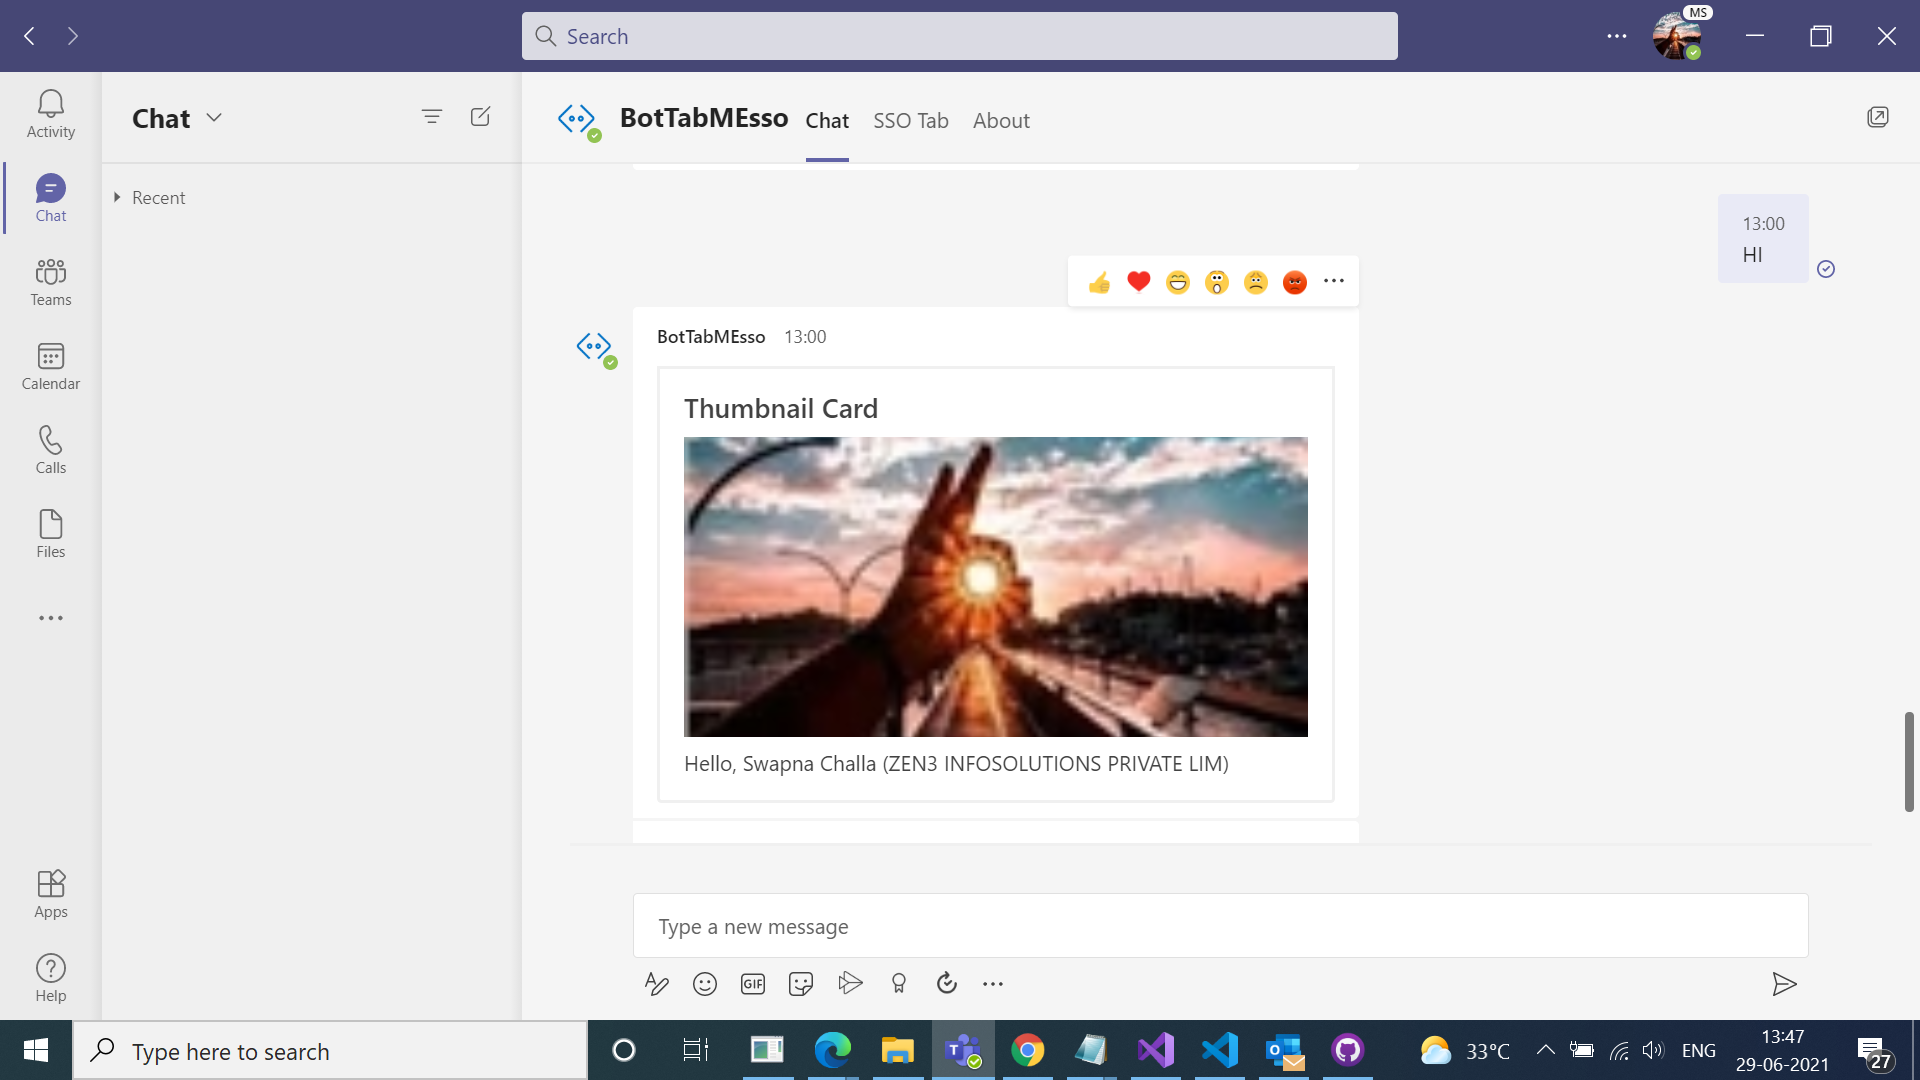 Search
MS
Activity
Chat
Teams
Calendar
Calls
Files
Apps
Help
Chat
Recent
BotTabMEsso Chat SSO Tab About
13:00
HI
BotTabMEsso 13:00
Thumbnail Card
Hello, Swapna Challa (ZEN3 INFOSOLUTIONS PRIVATE LIM)
Type a new message
GIF
Type here to search
33°C
ENG
13:47
29-06-2021
27